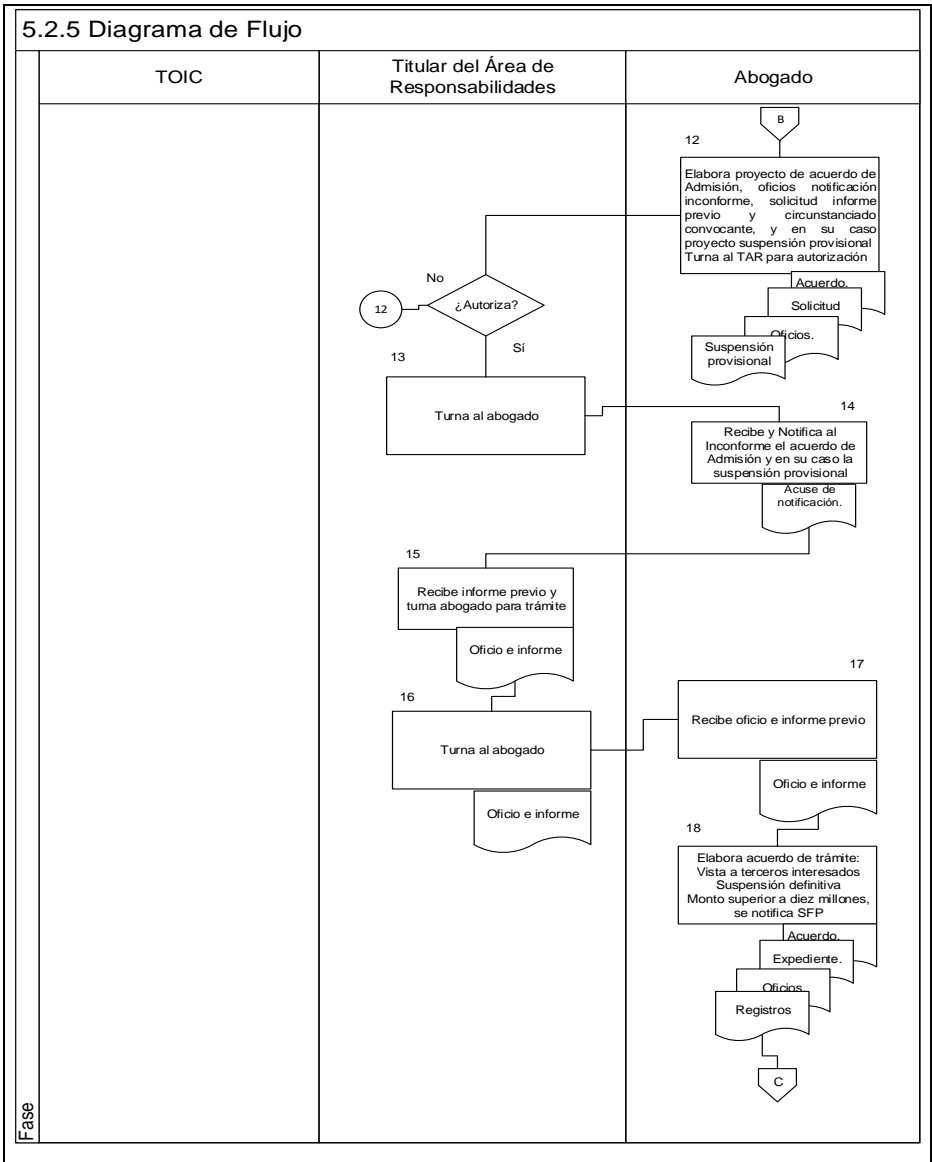 5.2.5 Diagrama de Flujo
TOIC
Titular del Área de
Responsabilidades
Abogado
B
12
Elabora proyecto de acuerdo de
Admisión, oficios notificación
inconforme, solicitud informe
previo y circunstanciado
convocante, y en su caso
proyecto suspensión provisional
Turna al TAR para autorización
Acuerdo.
Solicitud
Oficios.
Suspensión
provisional
No
12
¿Autoriza?
Sí
13
Turna al abogado
14
Recibe y Notifica al
Inconforme el acuerdo de
Admisión y en su caso la
suspensión provisional
Acuse de
notificación.
15
Recibe informe previo y
turna abogado para trámite
Oficio e informe
16
Turna al abogado
Oficio e informe
17
Recibe oficio e informe previo
Oficio e informe
18
Elabora acuerdo de trámite:
Vista a terceros interesados
Suspensión definitiva
Monto superior a diez millones,
se notifica SFP
Acuerdo.
Expediente.
Oficios.
Registros
C
Fase